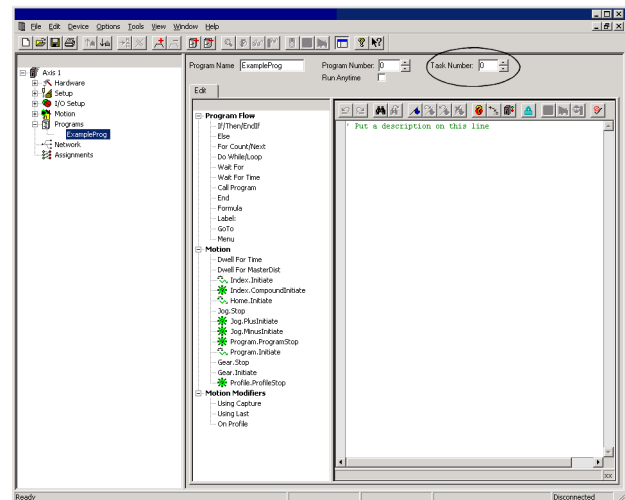 File Edit Device Options Tools View Window Help
Program Name ExampleProg Program Number: 0 Task Number: 0
Run Anytime
Edit
Axis 1
Hardware
Setup
I/O Setup
Motion
Programs
ExampleProg
Network
Assignments
Program Flow
If/Then/EndIf
Else
For Count/Next
Do While/Loop
Wait For
Wait For Time
Call Program
End
Formula
Label:
GoTo
Menu
Motion
Dwell For Time
Dwell For MasterDist
Index.Initiate
Index.CompoundInitiate
Home.Initiate
Jog.Stop
Jog.PlusInitiate
Jog.MinusInitiate
Program.ProgramStop
Program.Initiate
Gear.Stop
Gear.Initiate
Profile.ProfileStop
Motion Modifiers
Using Capture
Using Last
On Profile
' Put a description on this line
xx
Ready Disconnected